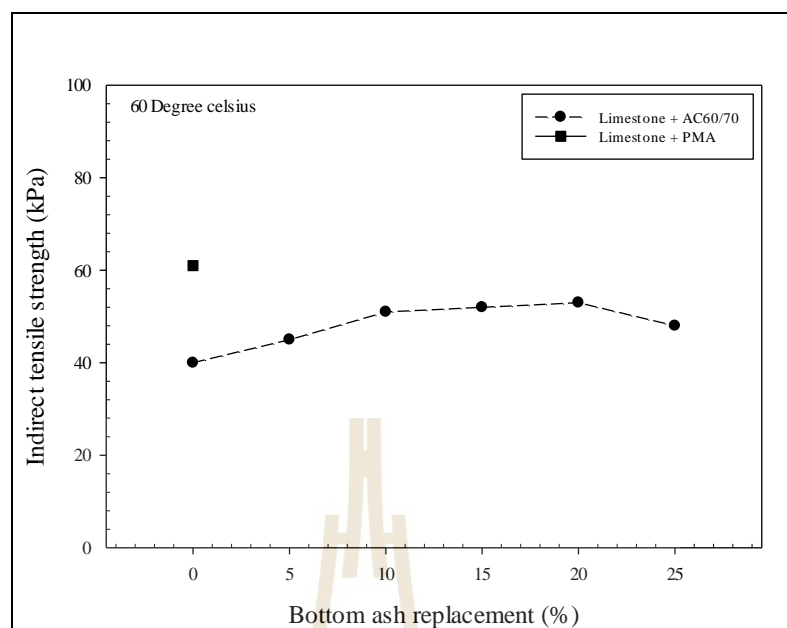 100
60 Degree celsius
Limestone + AC60/70
Limestone + PMA
80
60
40
20
0
Indirect tensile strength (kPa)
0 5 10 15 20 25
Bottom ash replacement (%)